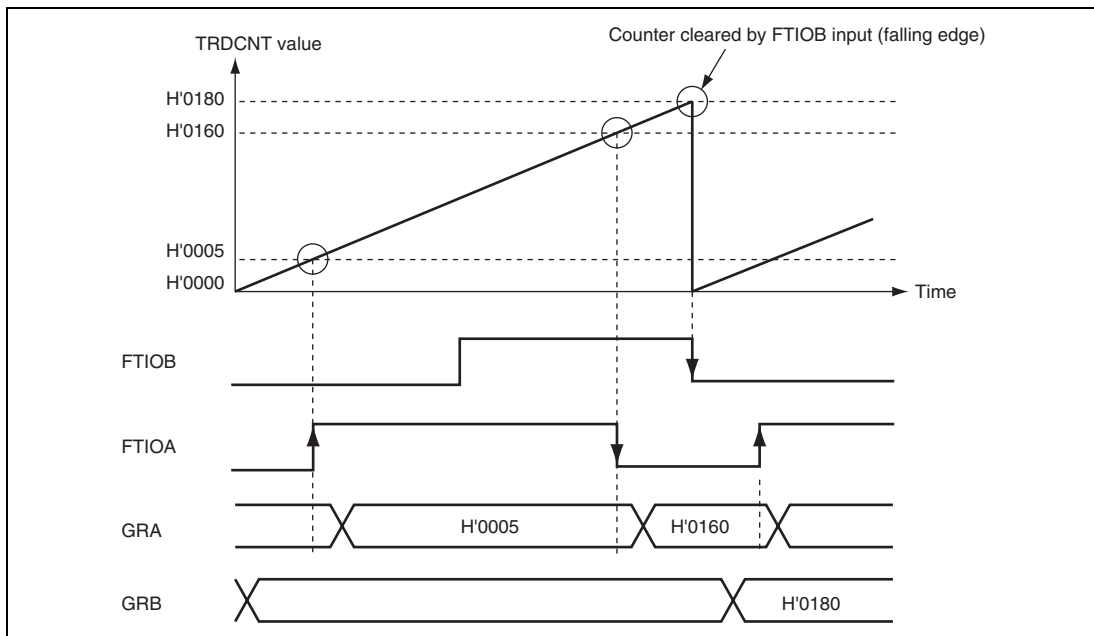 Counter cleared by FTIOB input (falling edge)
TRDCNT value
H'0180
H'0160
H'0005
H'0000
Time
FTIOB
FTIOA
GRA
H'0005
H'0160
GRB
H'0180